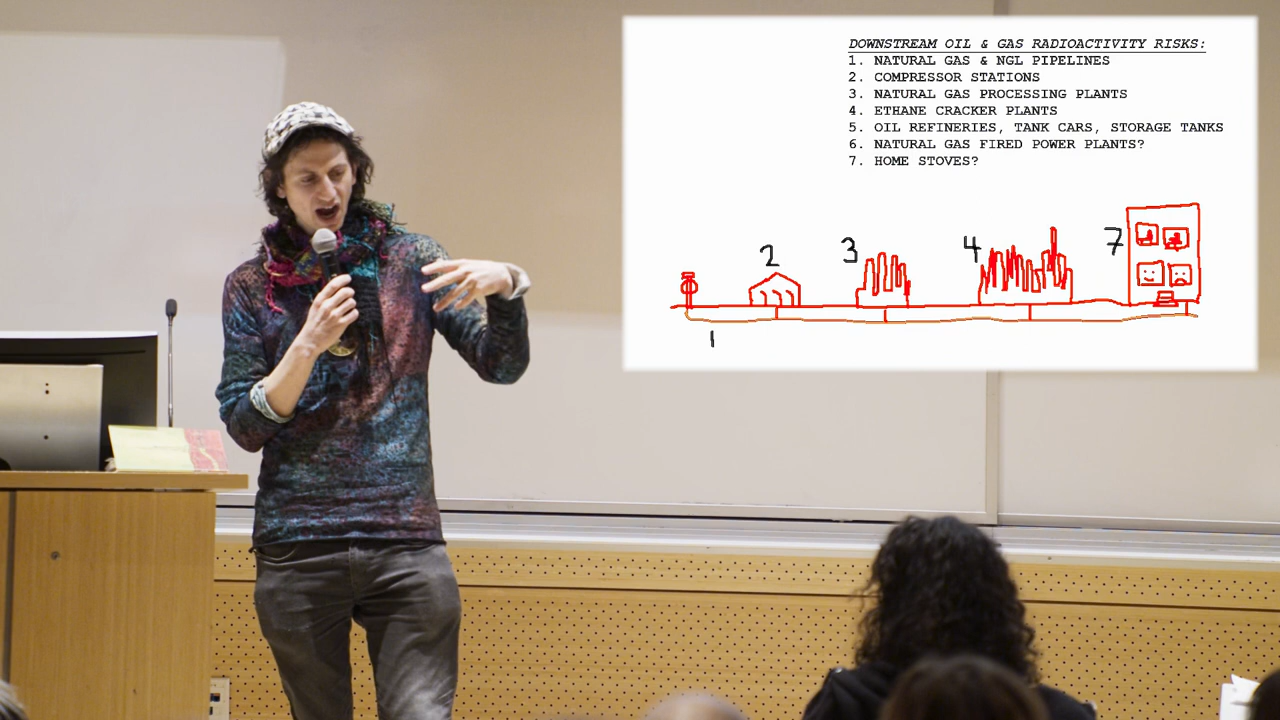 DOWNSTREAM OIL & GAS RADIOACTIVITY RISKS:
1. NATURAL GAS & NGL PIPELINES
2. COMPRESSOR STATIONS
3. NATURAL GAS PROCESSING PLANTS
4. ETHANE CRACKER PLANTS
5. OIL REFINERIES, TANK CARS, STORAGE TANKS
6. NATURAL GAS FIRED POWER PLANTS?
7. HOME STOVES?
2
3
4
7
1